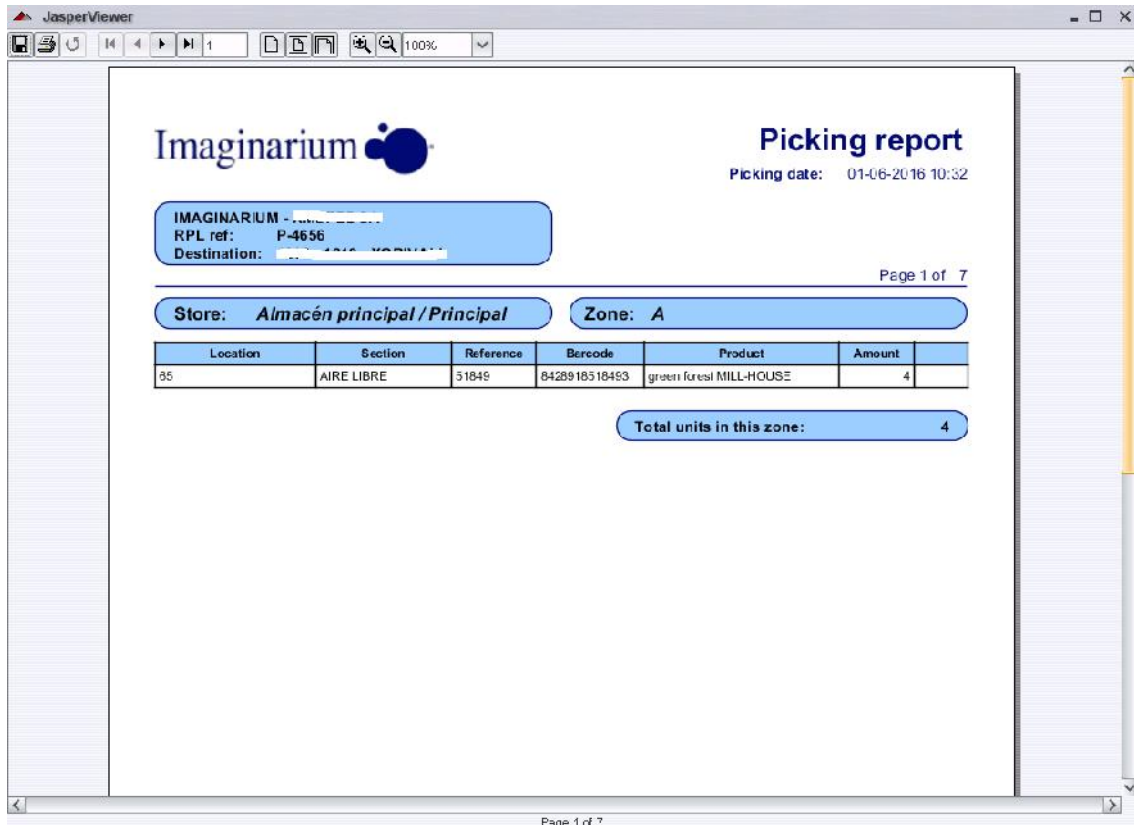 JasperViewer
1
100%
Imaginarium
Picking report
Picking date: 01-06-2016 10:32
IMAGINARIUM -
RPL ref: P-4656
Destination:
Page 1 of 7
Store: Almacén principal / Principal
Zone: A
Location Section Reference Barcode Product Amount
65 AIRE LIBRE 51849 8428918518493 green forest MILL-HOUSE 4
Total units in this zone: 4
Page 1 of 7